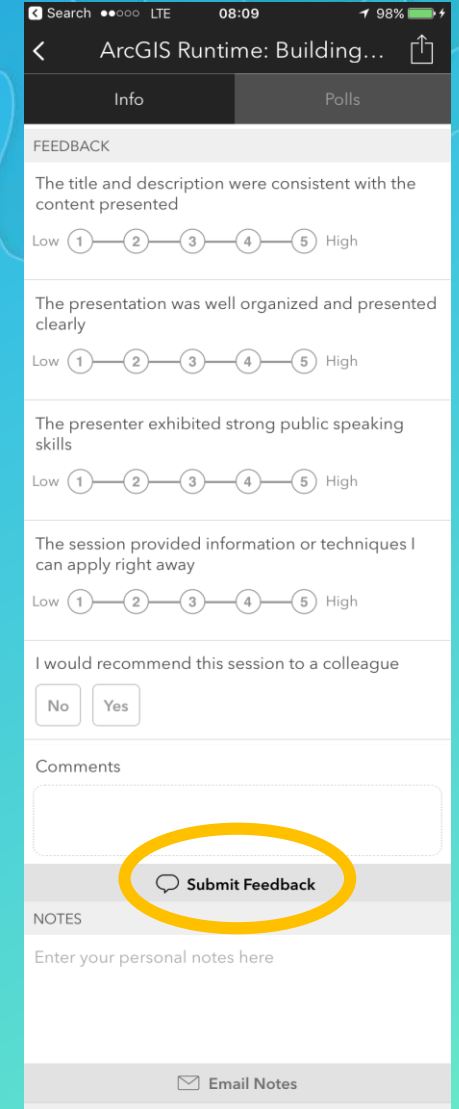 Search LTE 08:09 98%
ArcGIS Runtime: Building...
Info Polls
FEEDBACK
The title and description were consistent with the
content presented
Low 1 2 3 4 5 High
The presentation was well organized and presented
clearly
Low 1 2 3 4 5 High
The presenter exhibited strong public speaking
skills
Low 1 2 3 4 5 High
The session provided information or techniques I
can apply right away
Low 1 2 3 4 5 High
I would recommend this session to a colleague
No Yes
Comments
Submit Feedback
NOTES
Enter your personal notes here
Email Notes